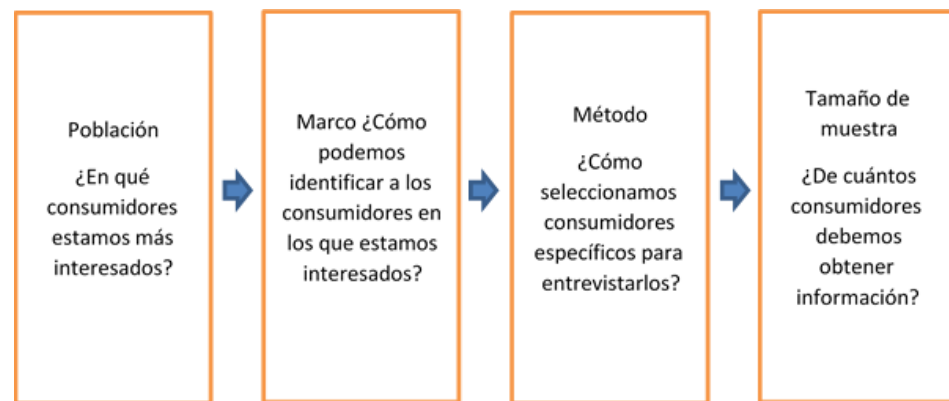 Población
¿En qué
consumidores
estamos más
interesados?
Marco ¿Cómo
podemos
identificar a los
consumidores en
los que estamos
interesados?
Método
¿Cómo
seleccionamos
consumidores
específicos para
entrevistarlos?
Tamaño de
muestra
¿De cuántos
consumidores
debemos
obtener
información?